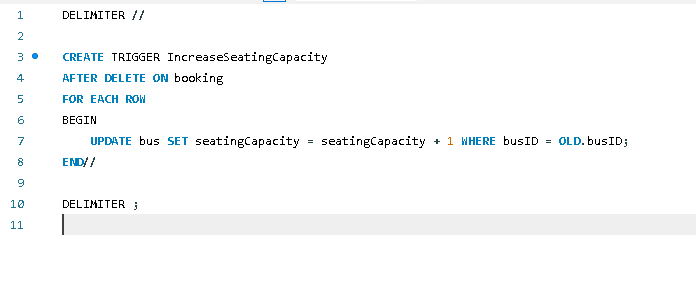 1 DELIMITER //
2
3 CREATE TRIGGER IncreaseSeatingCapacity
4 AFTER DELETE ON booking
5 FOR EACH ROW
6 BEGIN
7 UPDATE bus SET seatingCapacity = seatingCapacity + 1 WHERE busID = OLD.busID;
8 END//
9
10 DELIMITER ;
11